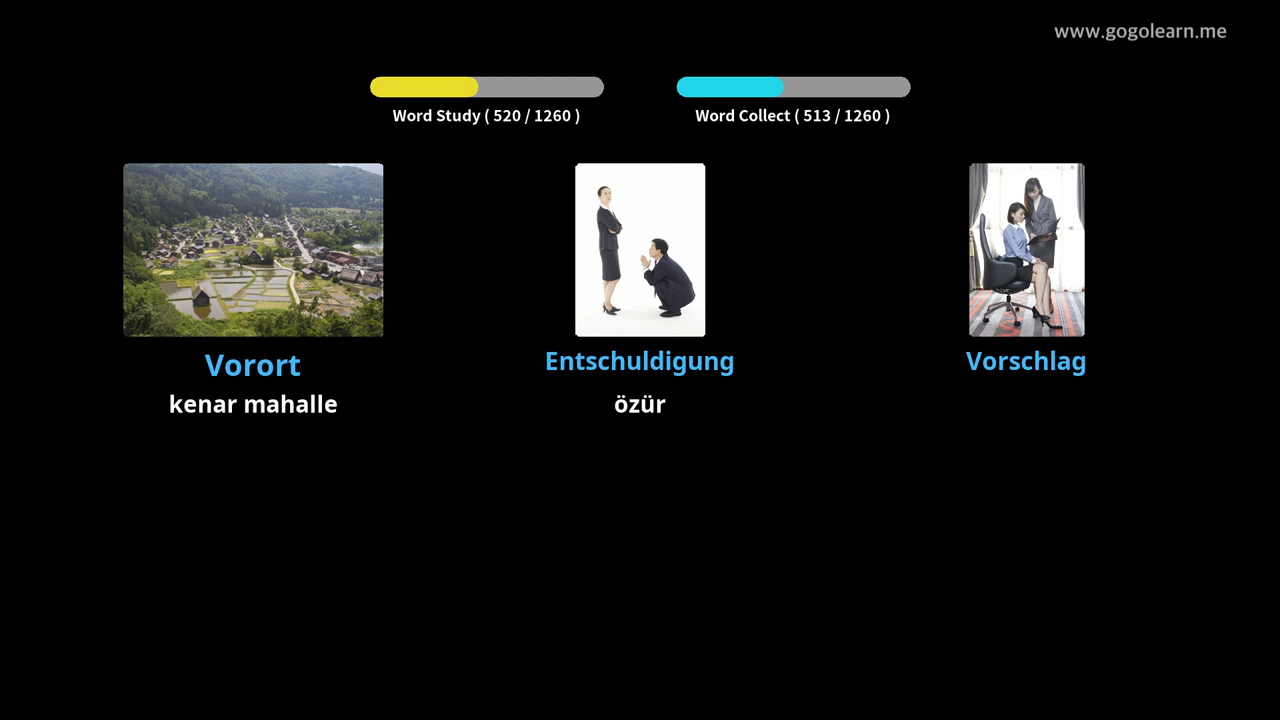 www.gogolearn.me
Word Study ( 520 / 1260 )
Word Collect ( 513 / 1260 )
Vorort
kenar mahalle
Entschuldigung
özür
Vorschlag